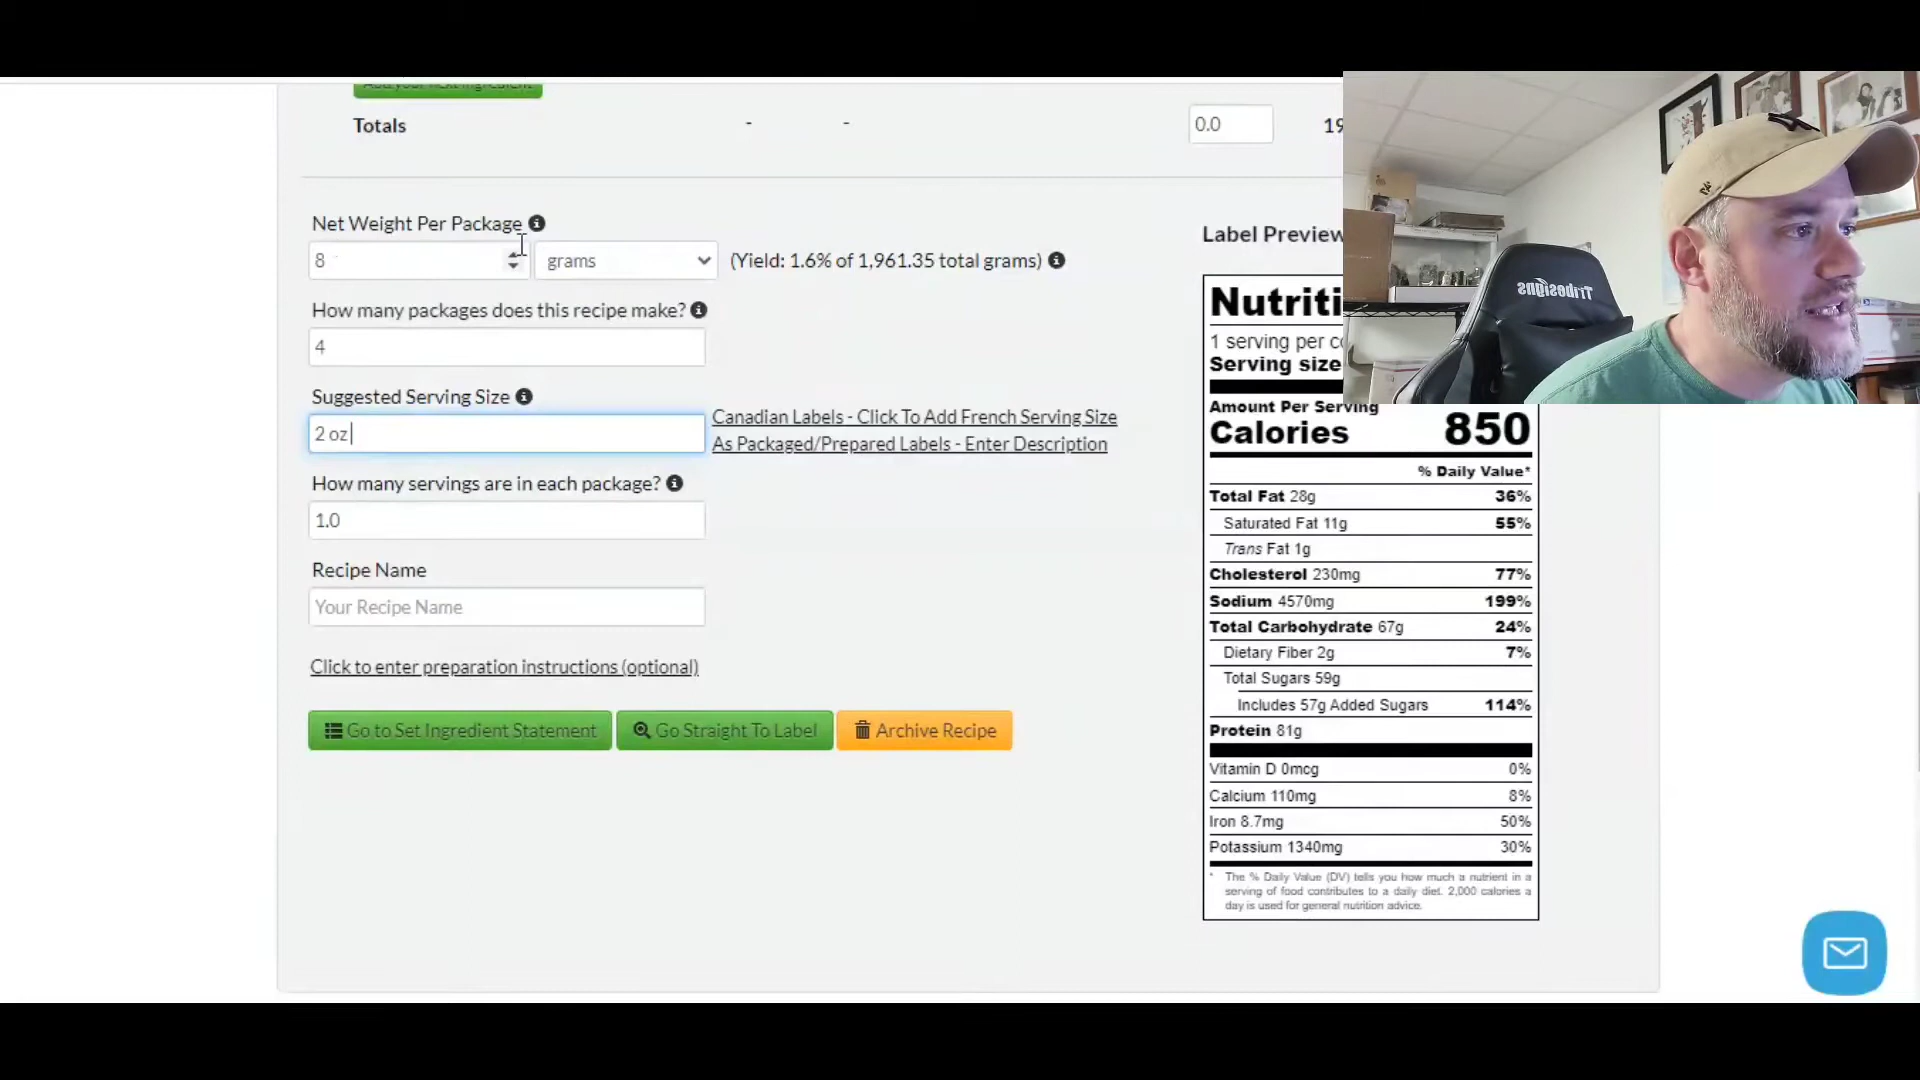 Add your next ingredient
Totals
-
-
0.0
19
Net Weight Per Package
8
grams
(Yield: 1.6% of 1,961.35 total grams)
How many packages does this recipe make?
4
Suggested Serving Size
2 oz
Canadian Labels - Click To Add French Serving Size
As Packaged/Prepared Labels - Enter Description
How many servings are in each package?
1.0
Recipe Name
Your Recipe Name
Click to enter preparation instructions (optional)
Go to Set Ingredient Statement
Go Straight To Label
Archive Recipe
Label Preview
Nutriti
1 serving per co
Serving size
Amount Per Serving
Calories 850
% Daily Value*
Total Fat 28g 36%
Saturated Fat 11g 55%
Trans Fat 1g
Cholesterol 230mg 77%
Sodium 4570mg 199%
Total Carbohydrate 67g 24%
Dietary Fiber 2g 7%
Total Sugars 59g
Includes 57g Added Sugars 114%
Protein 81g
Vitamin D 0mcg 0%
Calcium 110mg 8%
Iron 8.7mg 50%
Potassium 1340mg 30%
* The % Daily Value (DV) tells you how much a nutrient in a
serving of food contributes to a daily diet. 2,000 calories a
day is used for general nutrition advice.
Tribesigns